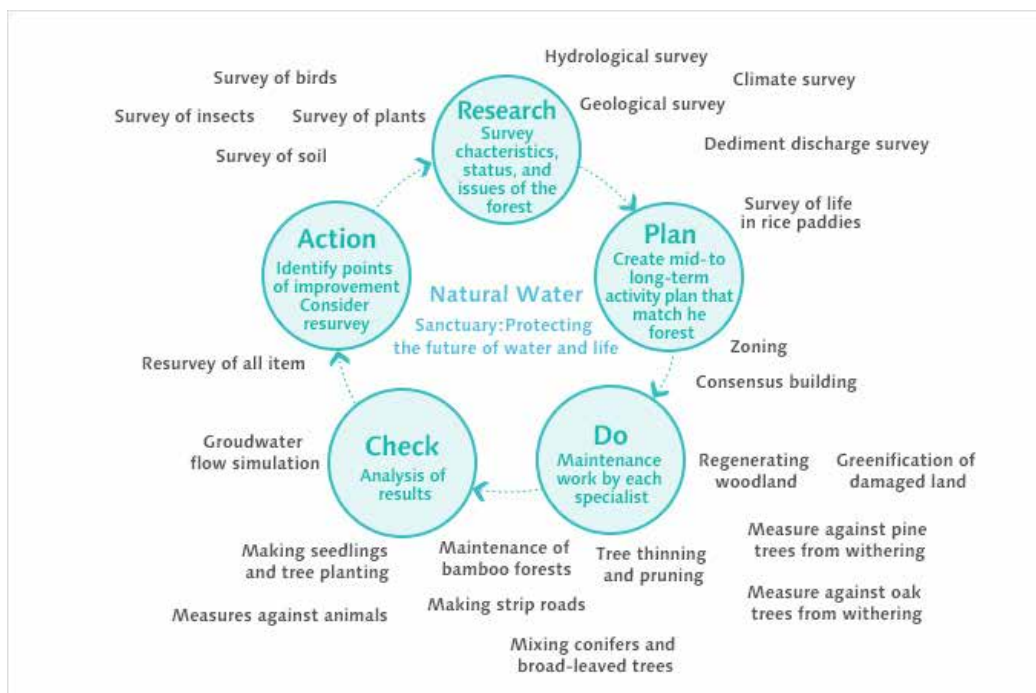 Hydrological survey
Survey of birds
Climate survey
Survey of insects
Survey of plants
Geological survey
Survey of soil
Dediment discharge survey
Research
Survey
chacteristics,
status, and
issues of the
forest
Survey of life
in rice paddies
Plan
Create mid-to
long-term
activity plan that
match he
forest
Action
Identify points
of improvement
Consider
resurvey
Natural Water
Sanctuary:Protecting
the future of water and life
Zoning
Consensus building
Resurvey of all item
Do
Maintenance
work by each
specialist
Check
Analysis of
results
Groudwater
flow simulation
Regenerating
woodland
Greenification of
damaged land
Measure against pine
trees from withering
Making seedlings
and tree planting
Maintenance of
bamboo forests
Tree thinning
and pruning
Measure against oak
trees from withering
Measures against animals
Making strip roads
Mixing conifers and
broad-leaved trees